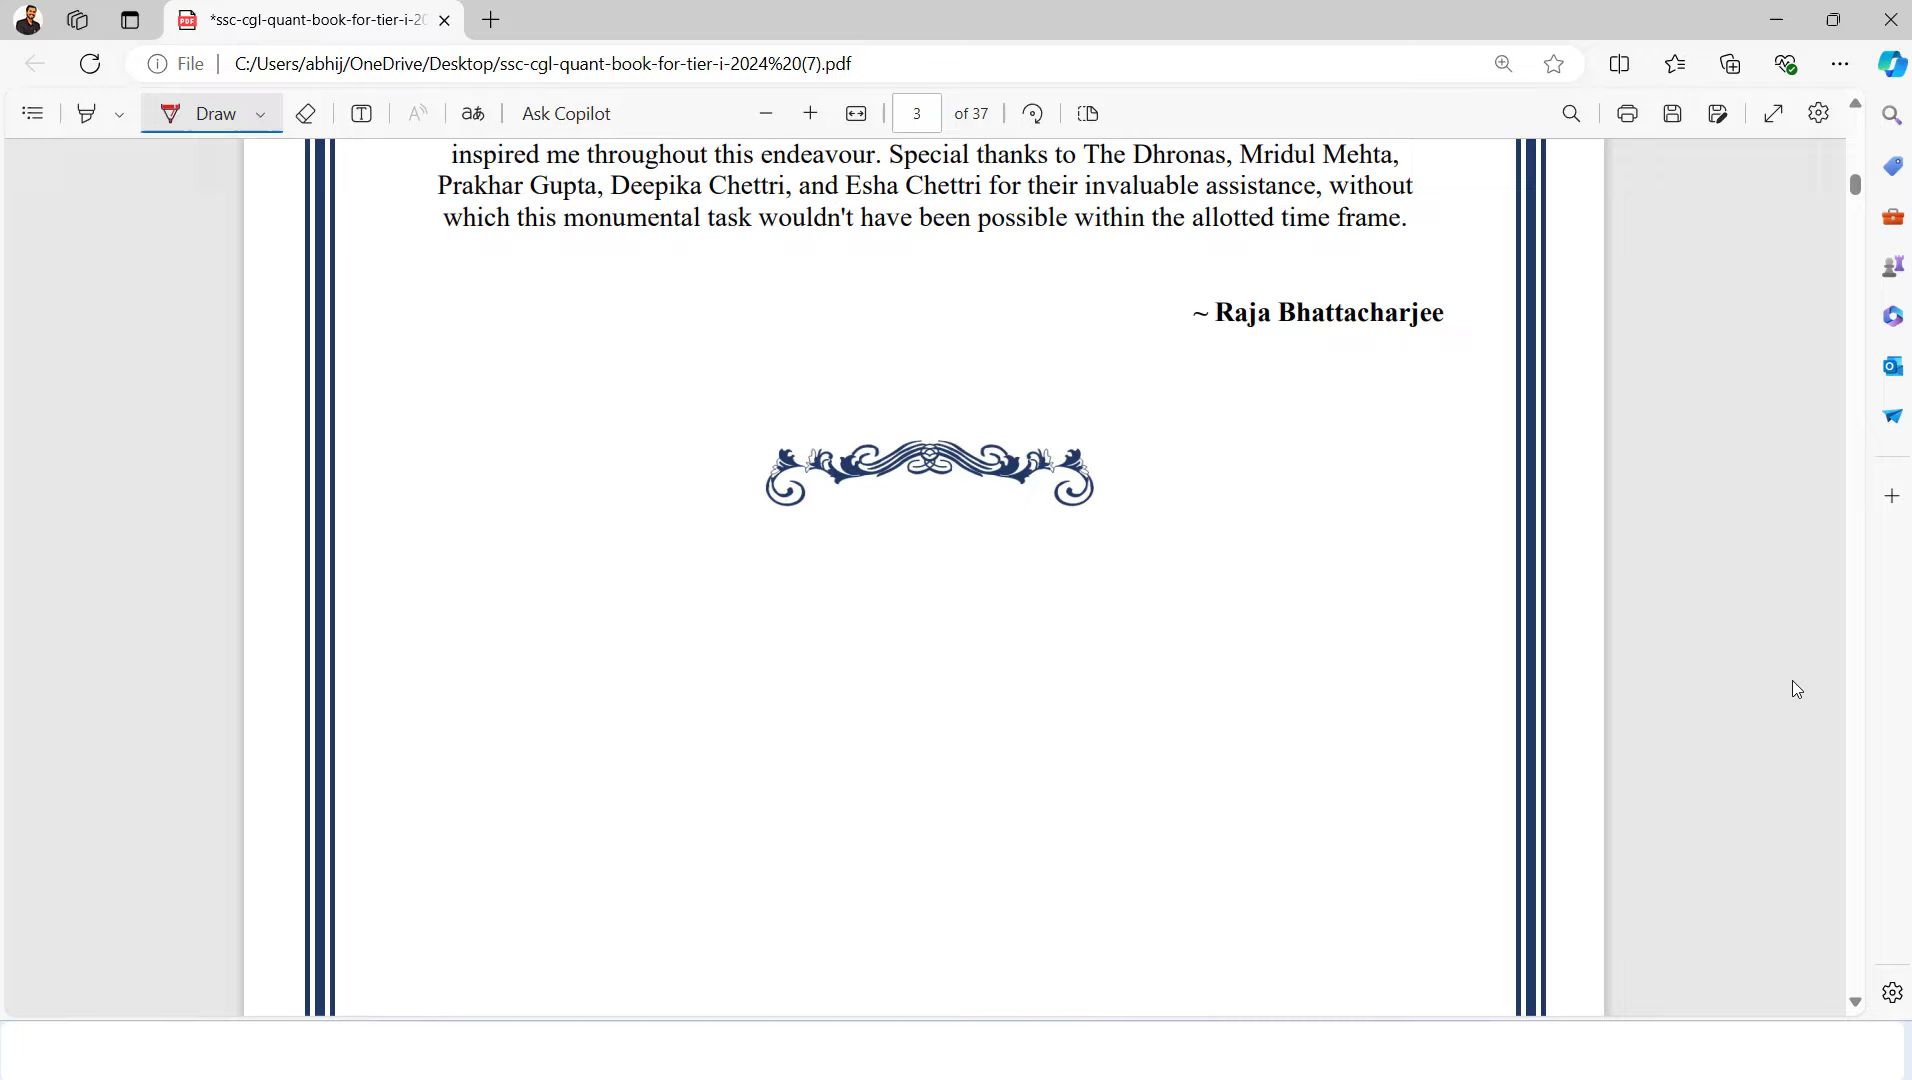 *ssc-cgl-quant-book-for-tier-i-20
File
C:/Users/abhij/OneDrive/Desktop/ssc-cgl-quant-book-for-tier-i-2024%20(7).pdf
Draw
aあ
Ask Copilot
3
of 37
inspired me throughout this endeavour. Special thanks to The Dhronas, Mridul Mehta,
Prakhar Gupta, Deepika Chettri, and Esha Chettri for their invaluable assistance, without
which this monumental task wouldn't have been possible within the allotted time frame.
~ Raja Bhattacharjee